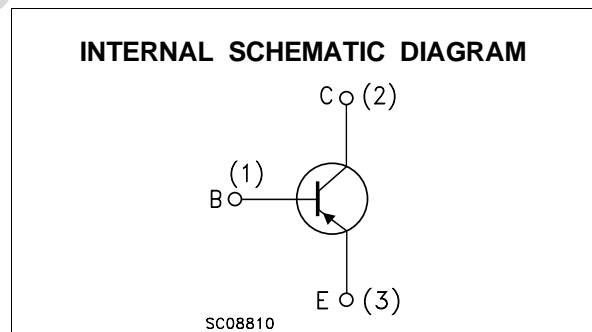 INTERNAL SCHEMATIC DIAGRAM
C (2)
(1)
B
E (3)
SC08810